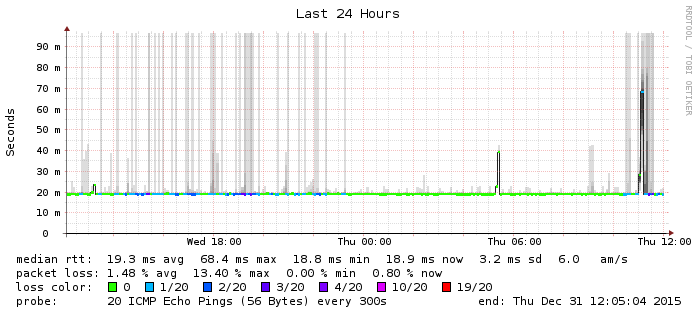 Last 24 Hours
RRDTOOL / TOBI OETIKER
Seconds
90 m
80 m
70 m
60 m
50 m
40 m
30 m
20 m
10 m
0
Wed 18:00 Thu 00:00 Thu 06:00 Thu 12:00
median rtt: 19.3 ms avg 68.4 ms max 18.8 ms min 18.9 ms now 3.2 ms sd 6.0 am/s
packet loss: 1.48 % avg 13.40 % max 0.00 % min 0.80 % now
loss color: 0 1/20 2/20 3/20 4/20 10/20 19/20
probe: 20 ICMP Echo Pings (56 Bytes) every 300s end: Thu Dec 31 12:05:04 2015